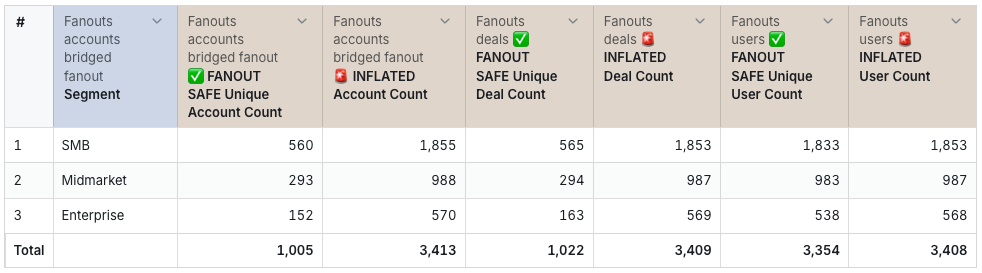 # Fanouts accounts bridged fanout Segment Fanouts accounts bridged fanout ✅ FANOUT SAFE Unique Account Count Fanouts accounts bridged fanout 🚨 INFLATED Account Count Fanouts deals ✅ FANOUT SAFE Unique Deal Count Fanouts deals 🚨 INFLATED Deal Count Fanouts users ✅ FANOUT SAFE Unique User Count Fanouts users 🚨 INFLATED User Count
1 SMB 560 1,855 565 1,853 1,833 1,853
2 Midmarket 293 988 294 987 983 987
3 Enterprise 152 570 163 569 538 568
Total 1,005 3,413 1,022 3,409 3,354 3,408